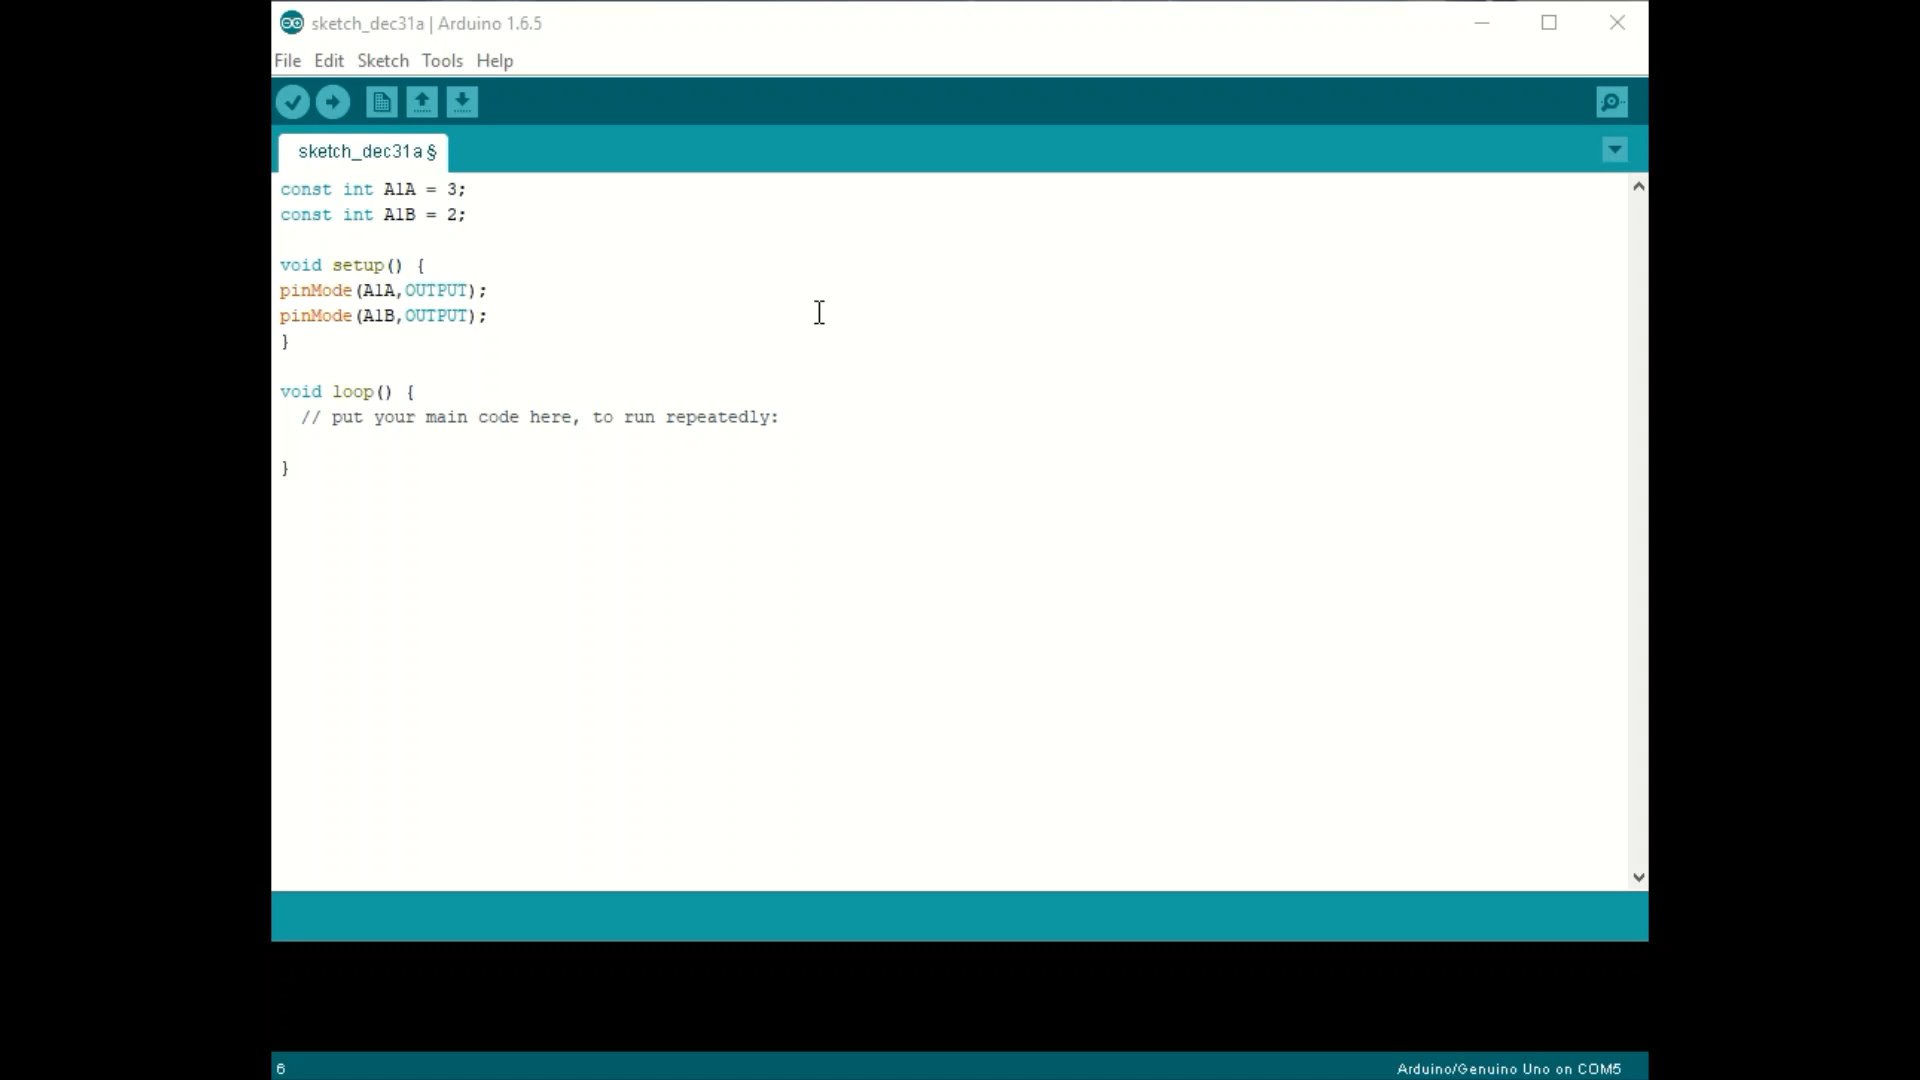 sketch_dec31a | Arduino 1.6.5
File Edit Sketch Tools Help
sketch_dec31a §
const int A1A = 3;
const int A1B = 2;
void setup() {
pinMode(A1A,OUTPUT);
pinMode(A1B,OUTPUT);
}
void loop() {
// put your main code here, to run repeatedly:
}
6
Arduino/Genuino Uno on COM5